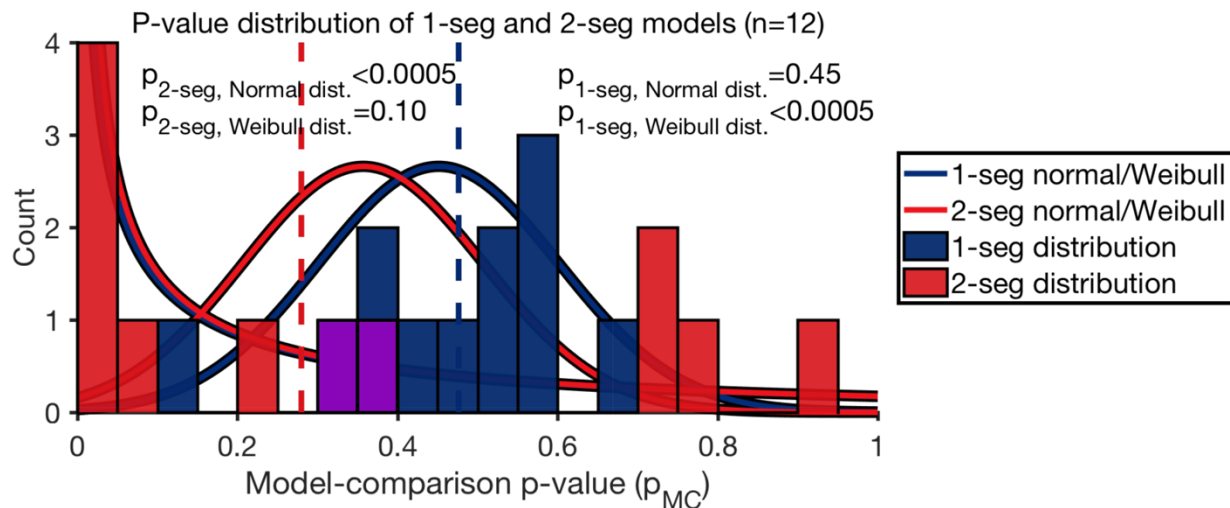 P-value distribution of 1-seg and 2-seg models (n=12)
p2-seg, Normal dist.<0.0005
p2-seg, Weibull dist.=0.10
p1-seg, Normal dist.=0.45
p1-seg, Weibull dist.<0.0005
4
3
2
1
0
Count
0 0.2 0.4 0.6 0.8 1
Model-comparison p-value (pMC)
1-seg normal/Weibull
2-seg normal/Weibull
1-seg distribution
2-seg distribution